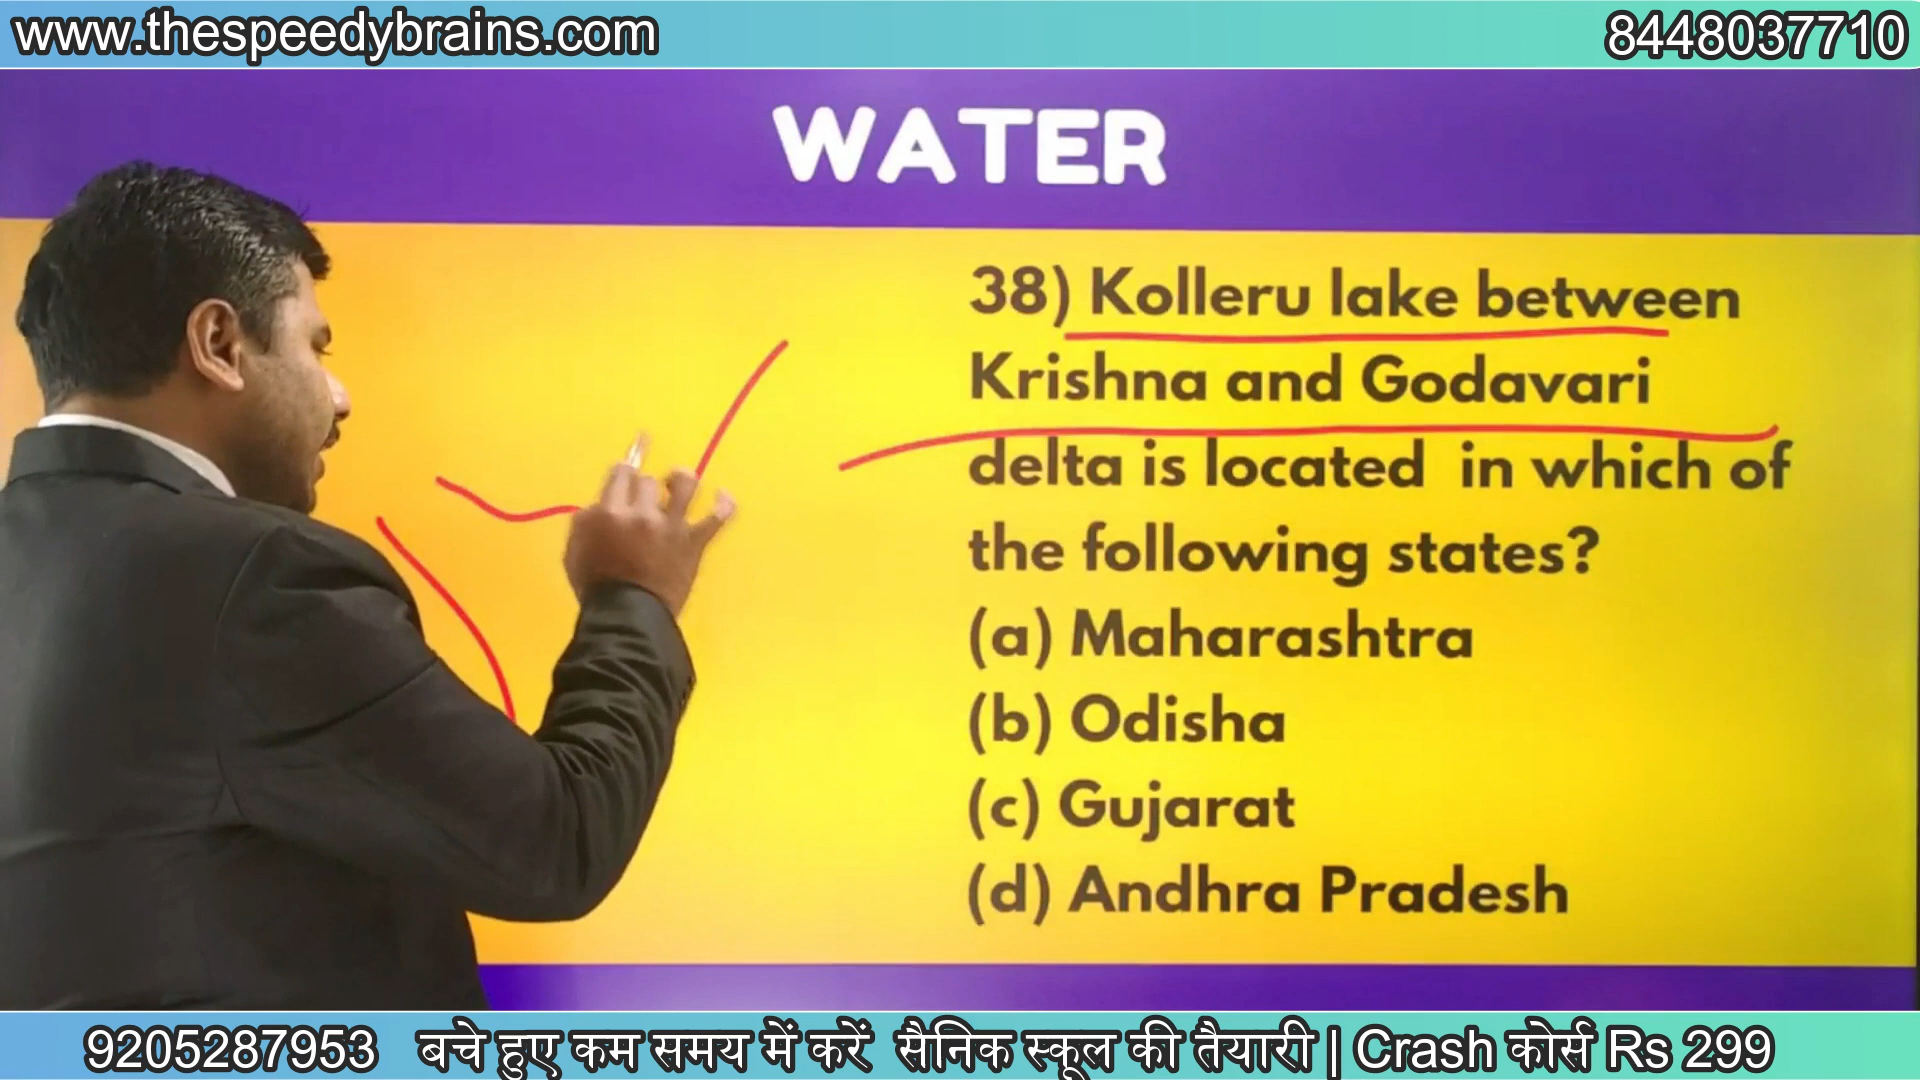 www.thespeedybrains.com
8448037710
WATER
38) Kolleru lake between
Krishna and Godavari
delta is located in which of
the following states?
(a) Maharashtra
(b) Odisha
(c) Gujarat
(d) Andhra Pradesh
9205287953 बचे हुए कम समय में करें सैनिक स्कूल की तैयारी | Crash कोर्स Rs 299